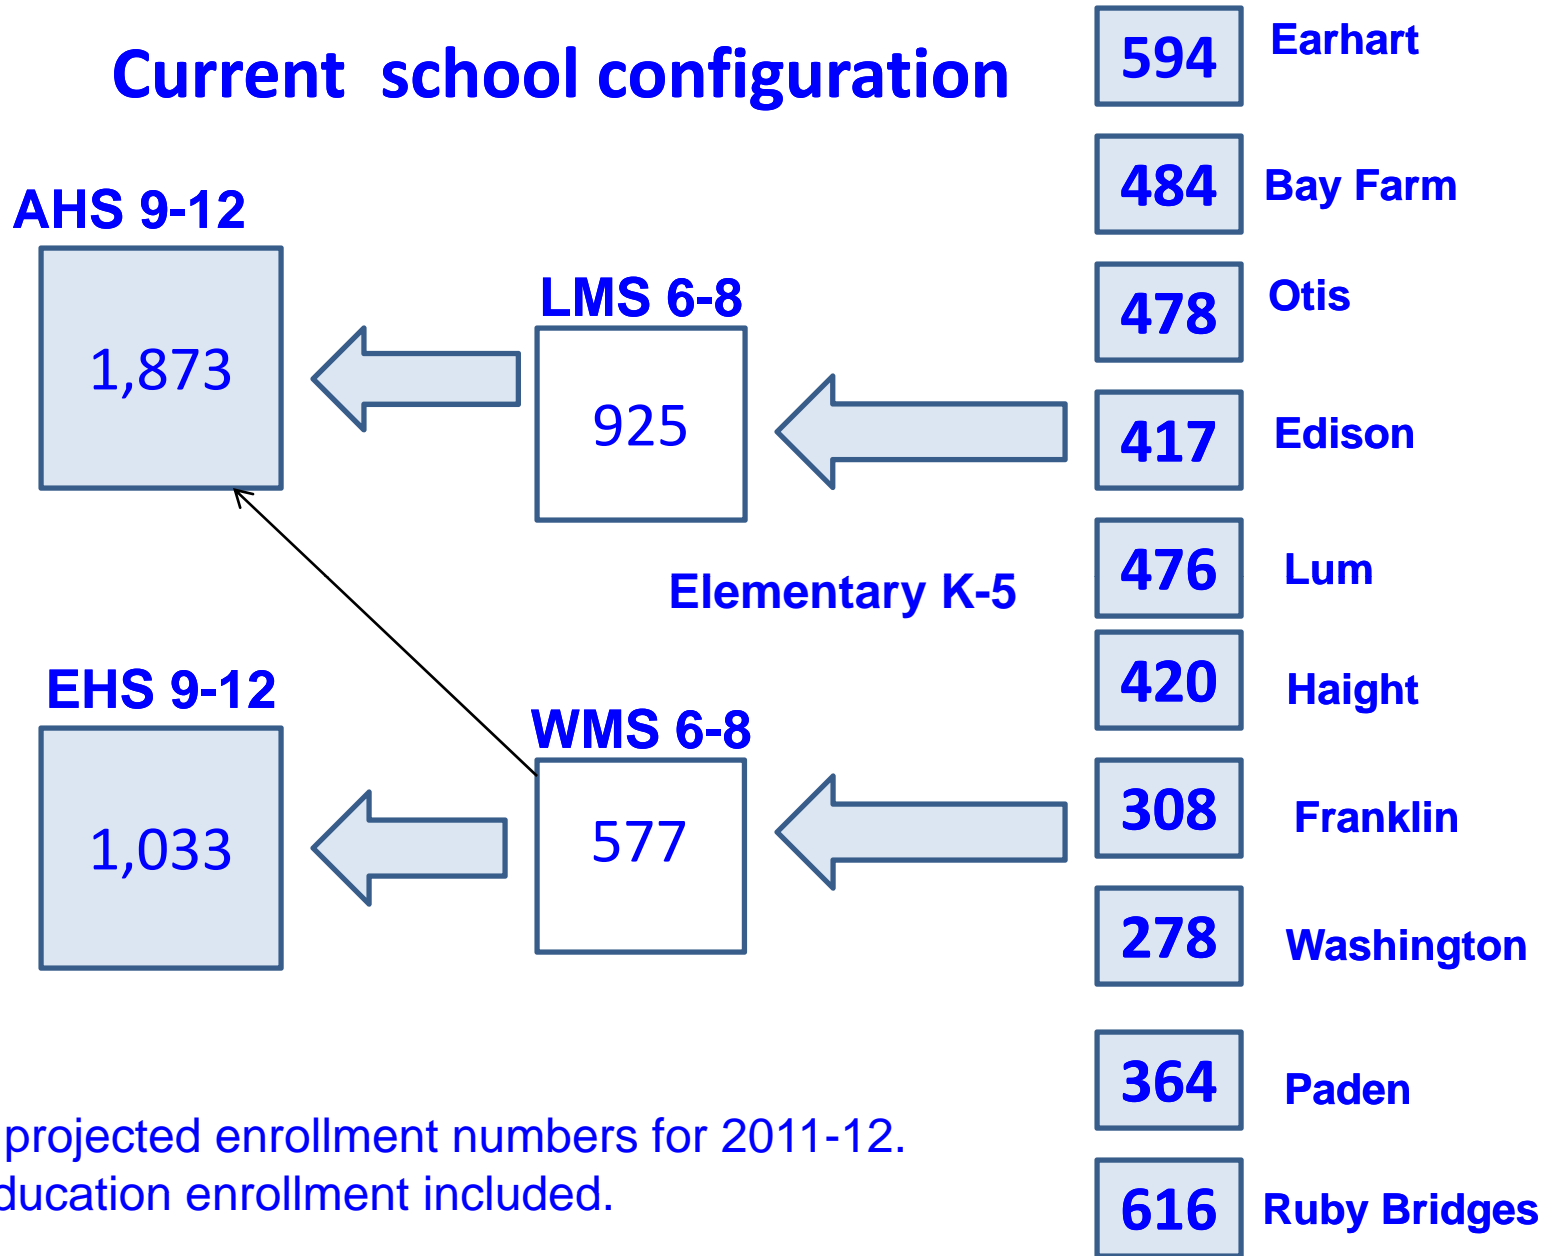 Current school configuration
594 Earhart
484 Bay Farm
AHS 9-12
LMS 6-8
478 Otis
1,873
925
417 Edison
476 Lum
Elementary K-5
EHS 9-12
WMS 6-8
420 Haight
1,033
577
308 Franklin
278 Washington
364 Paden
projected enrollment numbers for 2011-12.
enrollment included.
616 Ruby Bridges